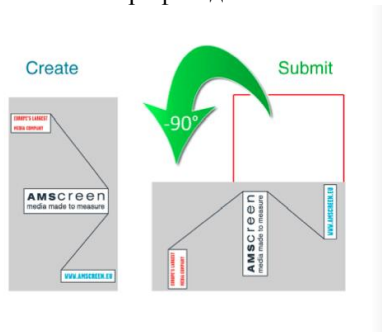 Create
Submit
-90°
EUROPE'S LARGEST
MEDIA COMPANY
AMSCreen
media made to measure
WWW.AMSCREEN.EU
AMSCreen
media made to measure
EUROPE'S LARGEST
MEDIA COMPANY
WWW.AMSCREEN.EU